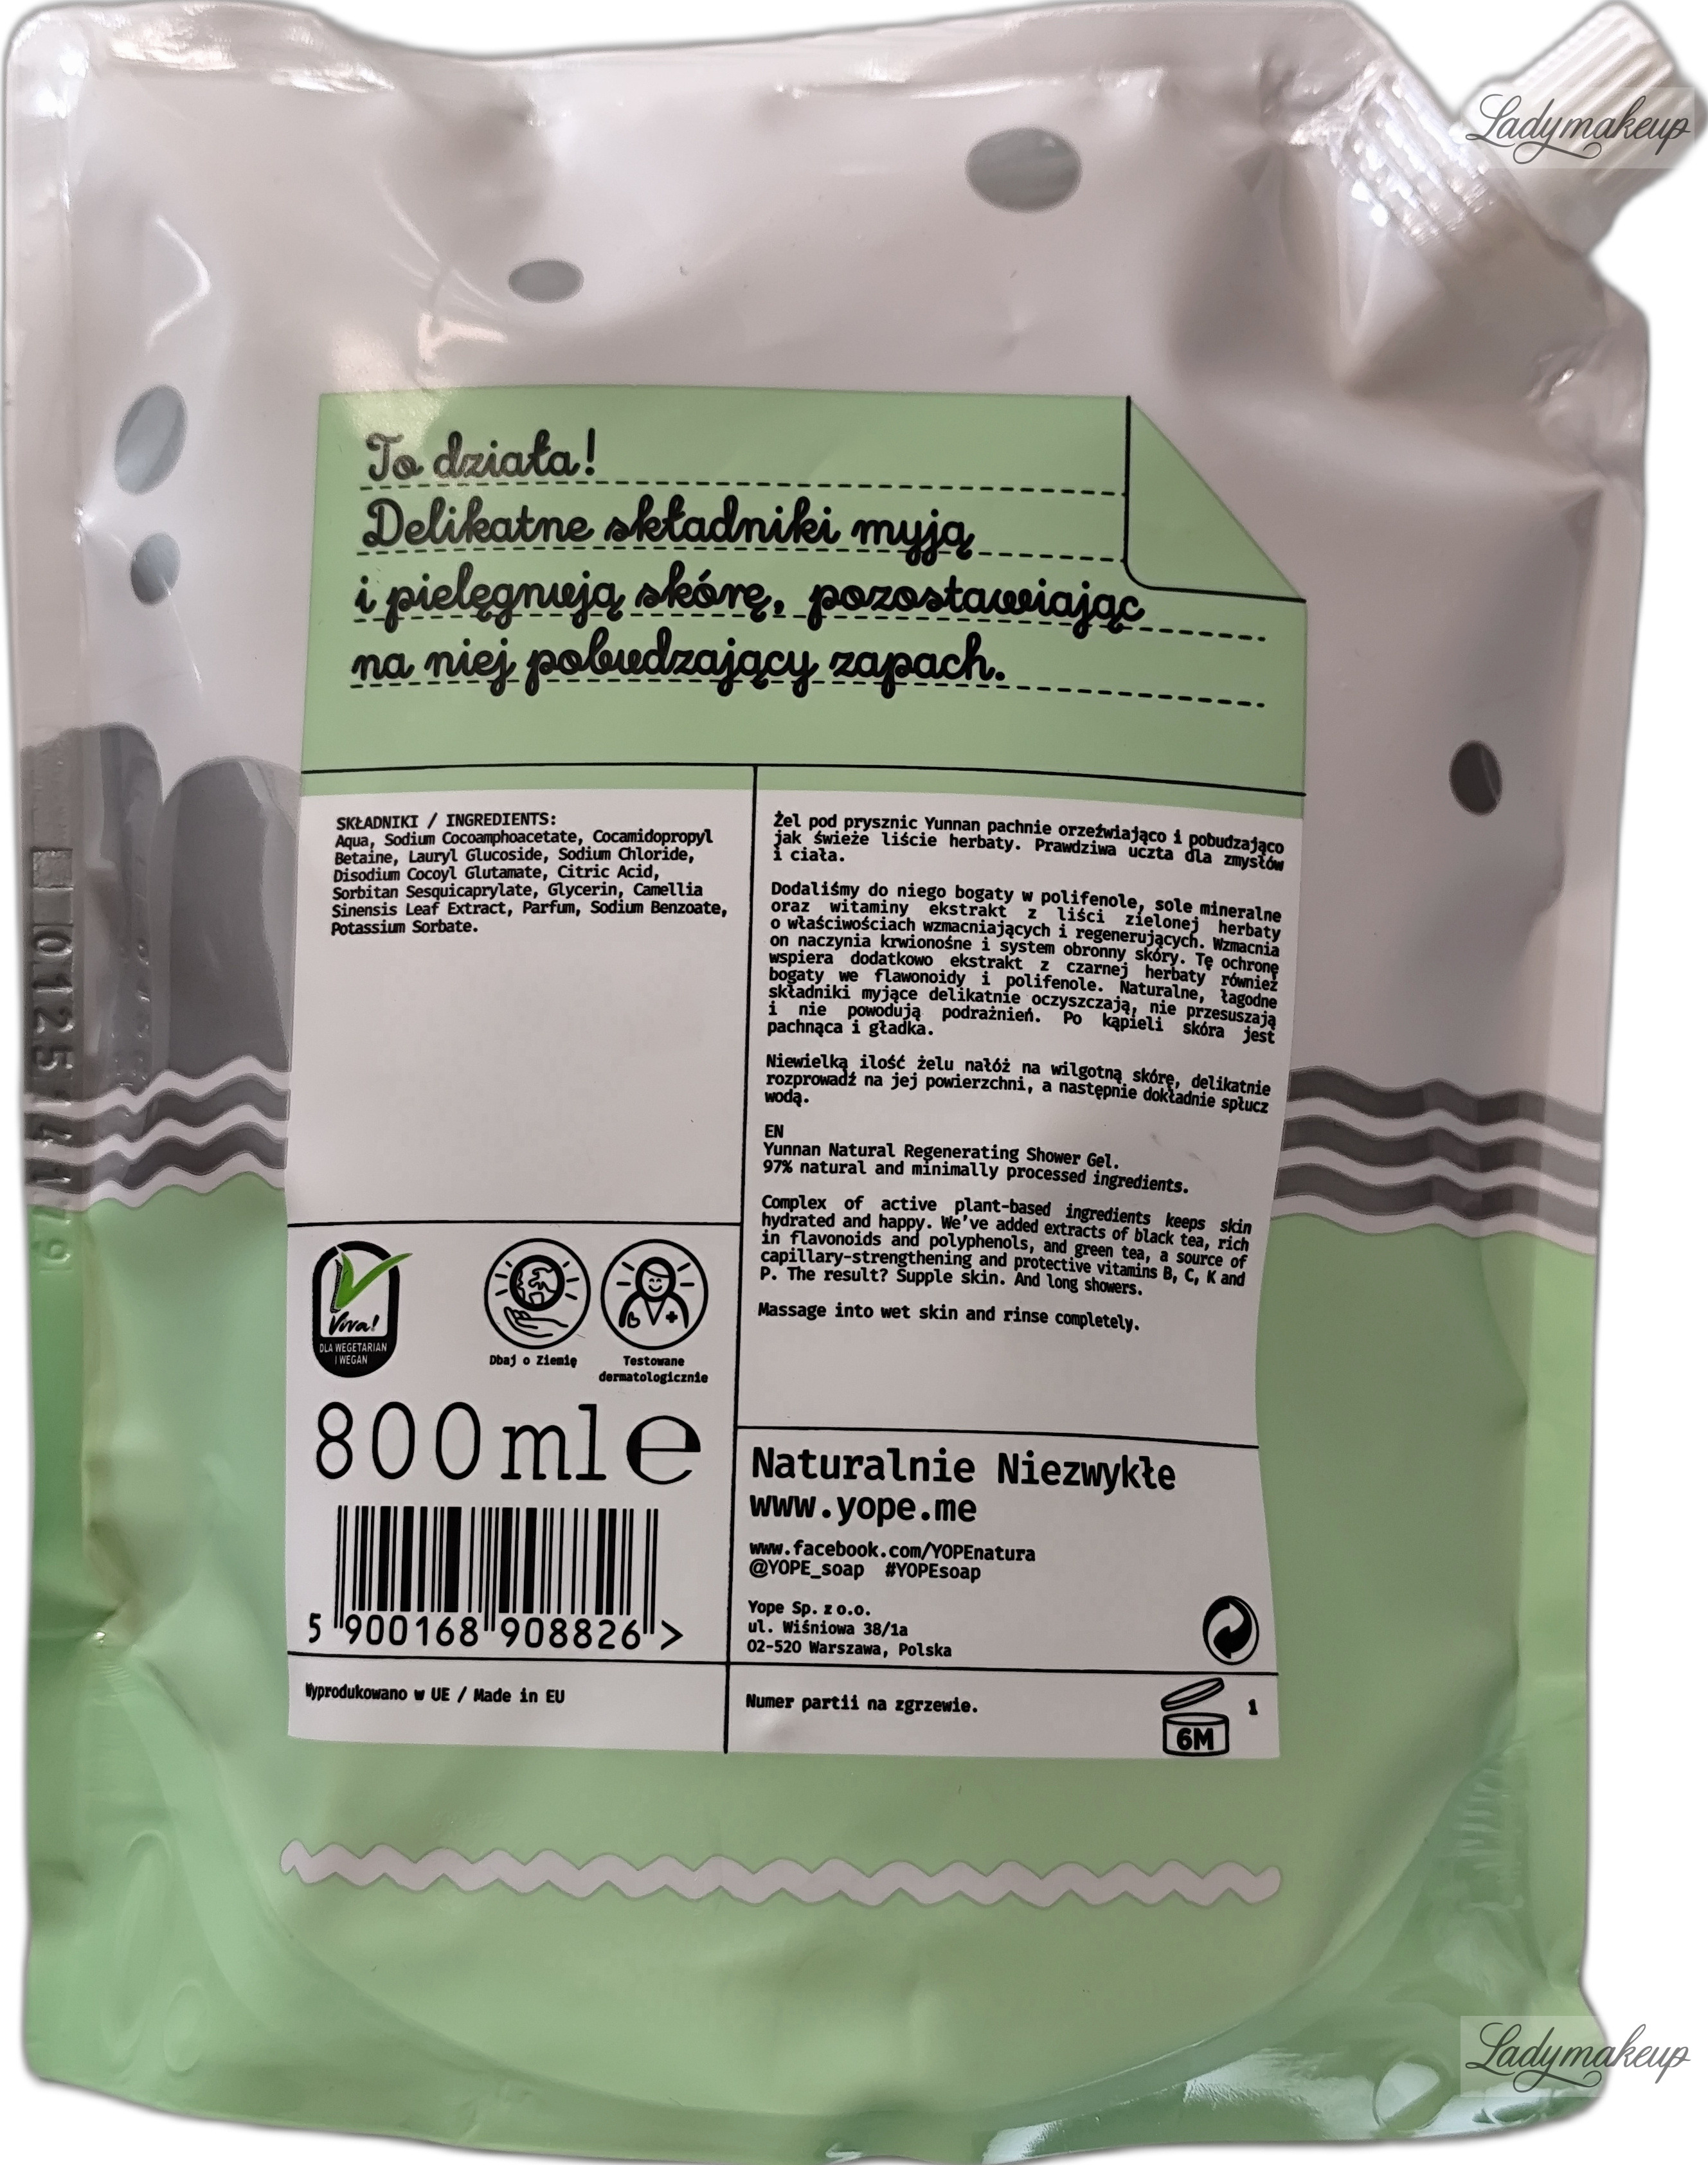 Ladymakeup
To działa!
Delikatne składniki myją
i pielęgnują skórę, pozostawiając
na niej pobudzający zapach.
SKŁADNIKI / INGREDIENTS:
Aqua, Sodium Cocoamphoacetate, Cocamidopropyl
Betaine, Lauryl Glucoside, Sodium Chloride,
Disodium Cocoyl Glutamate, Citric Acid,
Sorbitan Sesquicaprylate, Glycerin, Camellia
Sinensis Leaf Extract, Parfum, Sodium Benzoate,
Potassium Sorbate.
Żel pod prysznic Yunnan pachnie orzeźwiająco i pobudzająco
jak świeże liście herbaty. Prawdziwa uczta dla zmysłów
i ciała.
Dodaliśmy do niego bogaty w polifenole, sole mineralne
oraz witaminy ekstrakt z liści zielonej herbaty
o właściwościach wzmacniających i regenerujących. Wzmacnia
on naczynia krwionośne i system obronny skóry. Tę ochronę
wspiera dodatkowo ekstrakt z czarnej herbaty również
bogaty we flawonoidy i polifenole. Naturalne, łagodne
składniki myjące delikatnie oczyszczają, nie przesuszają
i nie powodują podrażnień. Po kąpieli skóra jest
pachnąca i gładka.
Niewielką ilość żelu nałóż na wilgotną skórę, delikatnie
rozprowadź na jej powierzchni, a następnie dokładnie spłucz
wodą.
EN
Yunnan Natural Regenerating Shower Gel.
97% natural and minimally processed ingredients.
Complex of active plant-based ingredients keeps skin
hydrated and happy. We've added extracts of black tea, rich
in flavonoids and polyphenols, and green tea, a source of
capillary-strengthening and protective vitamins B, C, K and
P. The result? Supple skin. And long showers.
Massage into wet skin and rinse completely.
Viva!
DLA WEGETARIAN
I WEGAN
Dbaj o Ziemię
Testowane
dermatologicznie
800 ml e
5 900168 908826 >
Naturalnie Niezwykłe
www.yope.me
www.facebook.com/YOPEnatura
@YOPE_soap #YOPEsoap
Yope Sp. z o.o.
ul. Wiśniowa 38/1a
02-520 Warszawa, Polska
Wyprodukowano w UE / Made in EU
Numer partii na zgrzewie.
6M
1
Ladymakeup